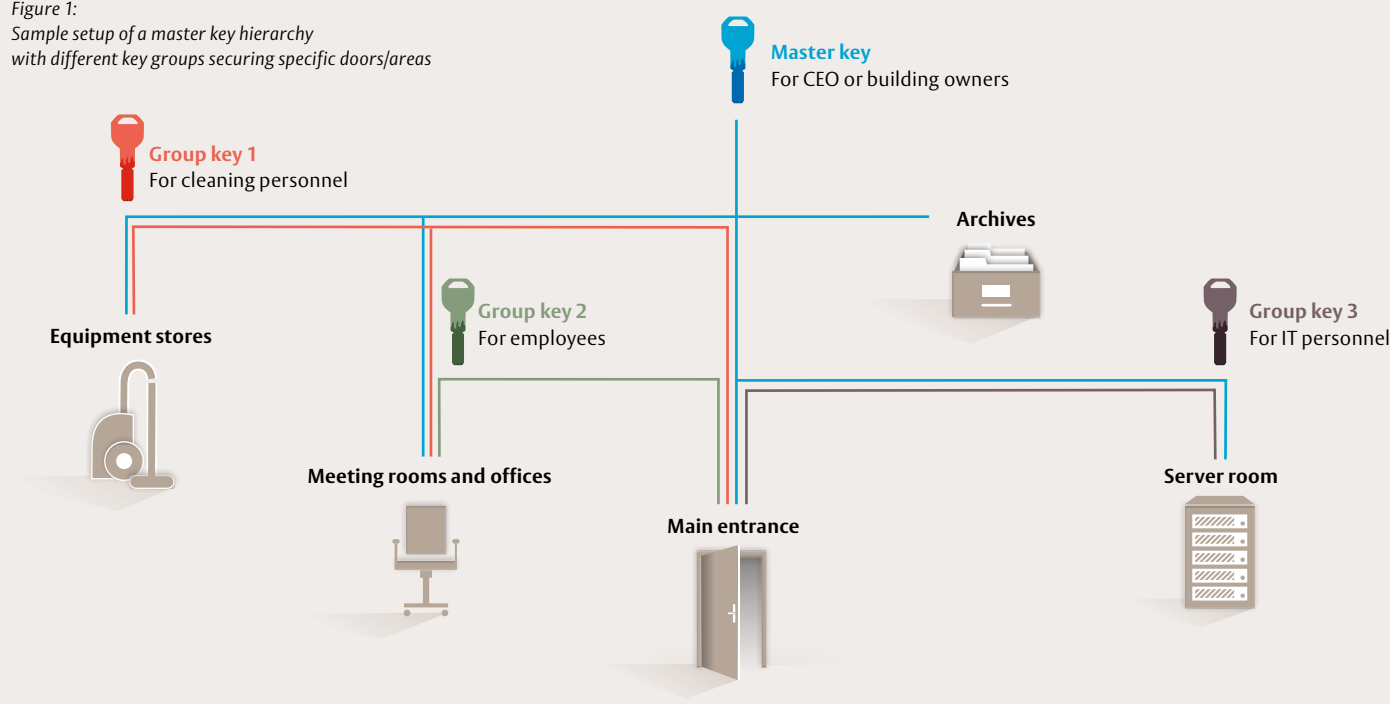 Figure 1:
Sample setup of a master key hierarchy
with different key groups securing specific doors/areas
Master key
For CEO or building owners
Group key 1
For cleaning personnel
Archives
Group key 2
For employees
Group key 3
For IT personnel
Equipment stores
Meeting rooms and offices
Server room
Main entrance